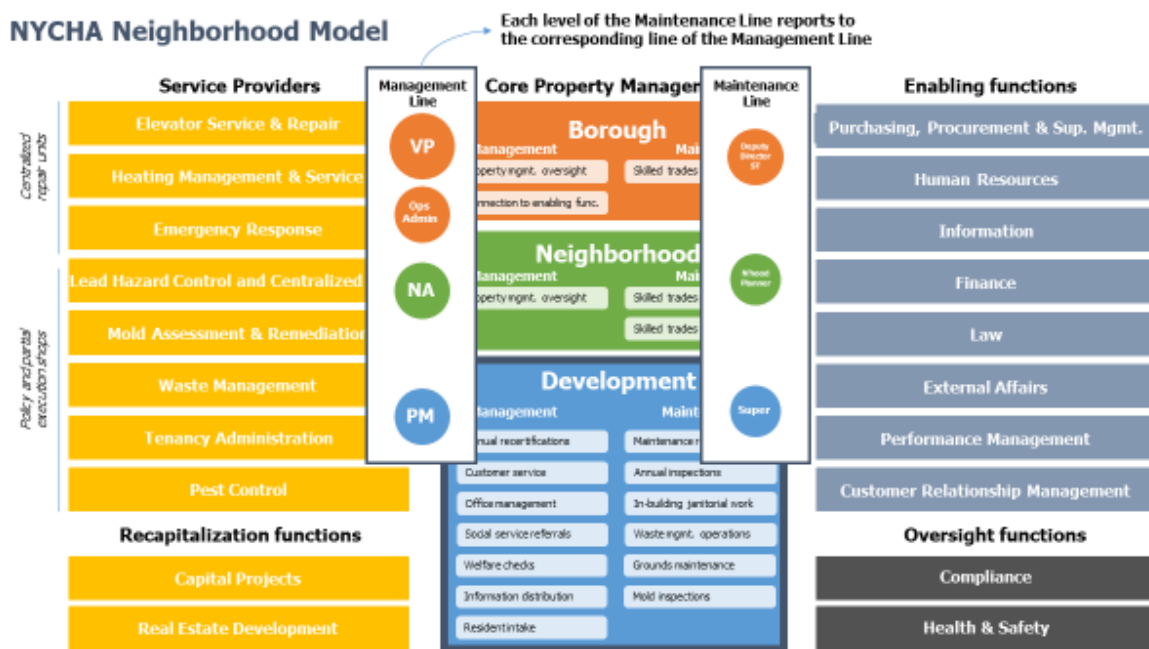 NYCHA Neighborhood Model
Each level of the Maintenance Line reports to
the corresponding line of the Management Line
Service Providers
Centralized
repair units
Elevator Service & Repair
Heating Management & Service
Emergency Response
Policy and partial
execution shops
Lead Hazard Control and Centralized
Mold Assessment & Remediation
Waste Management
Tenancy Administration
Pest Control
Recapitalization functions
Capital Projects
Real Estate Development
Management
Line
VP
Ops
Admin
NA
PM
Core Property Manager
Borough
Management
Mai
operty mgmt. oversight
Skilled trades
nnection to enabling func.
Neighborhood
Management
Mai
operty mgmt. oversight
Skilled trades
Skilled trades
Development
Management
Maint
nnual recertifications
Maintenance r
Customer service
Annual inspections
Office management
In-building janitorial work
Social service referrals
Waste mgmt. operations
Welfare checks
Grounds maintenance
Information distribution
Mold inspections
Resident intake
Maintenance
Line
Deputy
Director
ST
N'hood
Planner
Super
Enabling functions
Purchasing, Procurement & Sup. Mgmt.
Human Resources
Information
Finance
Law
External Affairs
Performance Management
Customer Relationship Management
Oversight functions
Compliance
Health & Safety